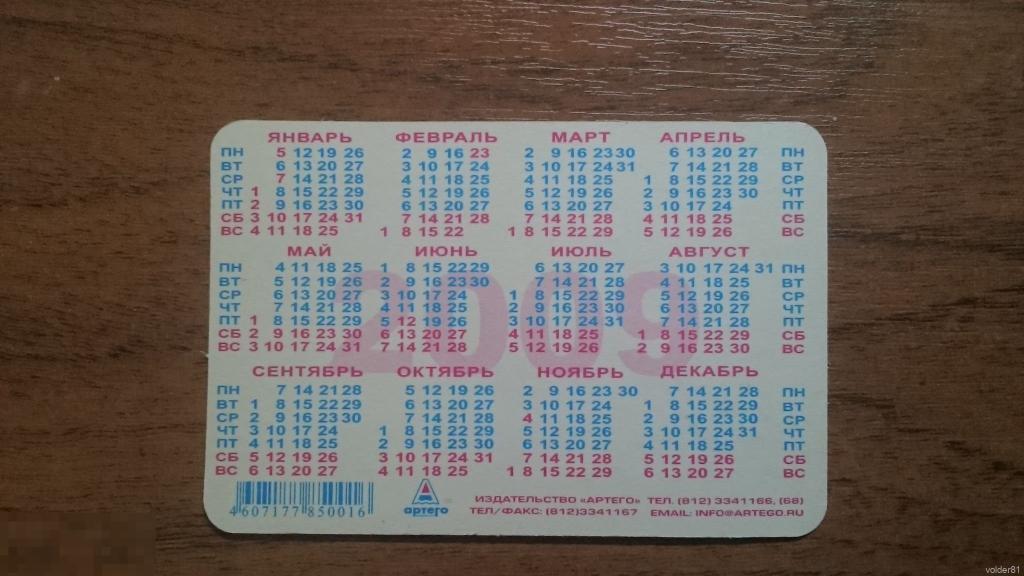 ЯНВАРЬ ФЕВРАЛЬ МАРТ АПРЕЛЬ
ПН 5 12 19 26 2 9 16 23 2 9 16 23 30 6 13 20 27 ПН
ВТ 6 13 20 27 3 10 17 24 3 10 17 24 31 7 14 21 28 ВТ
СР 7 14 21 28 4 11 18 25 4 11 18 25 1 8 15 22 29 СР
ЧТ 1 8 15 22 29 5 12 19 26 5 12 19 26 2 9 16 23 30 ЧТ
ПТ 2 9 16 23 30 6 13 20 27 6 13 20 27 3 10 17 24 ПТ
СБ 3 10 17 24 31 7 14 21 28 7 14 21 28 4 11 18 25 СБ
ВС 4 11 18 25 1 8 15 22 1 8 15 22 29 5 12 19 26 ВС
МАЙ ИЮНЬ ИЮЛЬ АВГУСТ
ПН 4 11 18 25 1 8 15 22 29 6 13 20 27 3 10 17 24 31 ПН
ВТ 5 12 19 26 2 9 16 23 30 7 14 21 28 4 11 18 25 ВТ
СР 6 13 20 27 3 10 17 24 1 8 15 22 29 5 12 19 26 СР
ЧТ 7 14 21 28 4 11 18 25 2 9 16 23 30 6 13 20 27 ЧТ
ПТ 1 8 15 22 29 5 12 19 26 3 10 17 24 31 7 14 21 28 ПТ
СБ 2 9 16 23 30 6 13 20 27 4 11 18 25 1 8 15 22 29 СБ
ВС 3 10 17 24 31 7 14 21 28 5 12 19 26 2 9 16 23 30 ВС
2009
СЕНТЯБРЬ ОКТЯБРЬ НОЯБРЬ ДЕКАБРЬ
ПН 7 14 21 28 5 12 19 26 2 9 16 23 30 7 14 21 28 ПН
ВТ 1 8 15 22 29 6 13 20 27 3 10 17 24 1 8 15 22 29 ВТ
СР 2 9 16 23 30 7 14 21 28 4 11 18 25 2 9 16 23 30 СР
ЧТ 3 10 17 24 1 8 15 22 29 5 12 19 26 3 10 17 24 31 ЧТ
ПТ 4 11 18 25 2 9 16 23 30 6 13 20 27 4 11 18 25 ПТ
СБ 5 12 19 26 3 10 17 24 31 7 14 21 28 5 12 19 26 СБ
ВС 6 13 20 27 4 11 18 25 1 8 15 22 29 6 13 20 27 ВС
4607177 850016
артего
ИЗДАТЕЛЬСТВО «АРТЕГО» ТЕЛ. (812) 3341166, (68)
ТЕЛ/ФАКС: (812)3341167 EMAIL: INFO@ARTEGO.RU
volder81